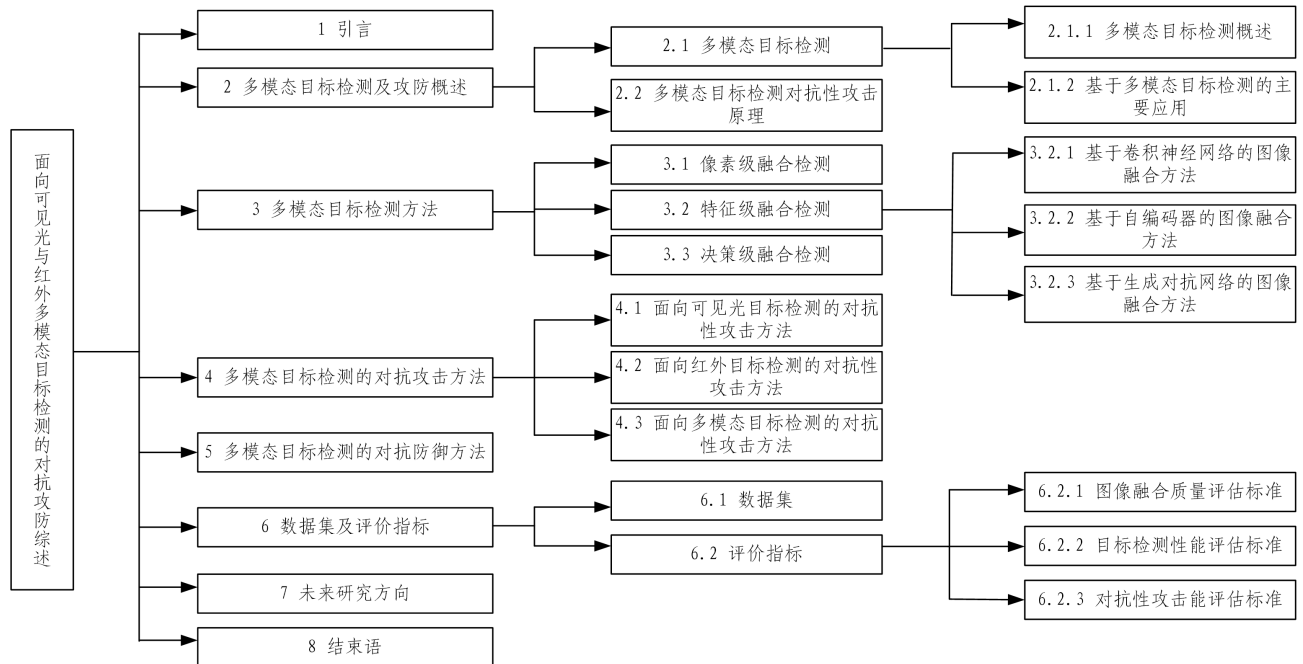 面向可见光与红外多模态目标检测的对抗攻防综述
1 引言
2 多模态目标检测及攻防概述
2.1 多模态目标检测
2.1.1 多模态目标检测概述
2.1.2 基于多模态目标检测的主
要应用
2.2 多模态目标检测对抗性攻击
原理
3 多模态目标检测方法
3.1 像素级融合检测
3.2 特征级融合检测
3.2.1 基于卷积神经网络的图像
融合方法
3.2.2 基于自编码器的图像融合
方法
3.2.3 基于生成对抗网络的图像
融合方法
3.3 决策级融合检测
4 多模态目标检测的对抗攻击方法
4.1 面向可见光目标检测的对抗
性攻击方法
4.2 面向红外目标检测的对抗性
攻击方法
4.3 面向多模态目标检测的对抗
性攻击方法
5 多模态目标检测的对抗防御方法
6 数据集及评价指标
6.1 数据集
6.2 评价指标
6.2.1 图像融合质量评估标准
6.2.2 目标检测性能评估标准
6.2.3 对抗性攻击能评估标准
7 未来研究方向
8 结束语